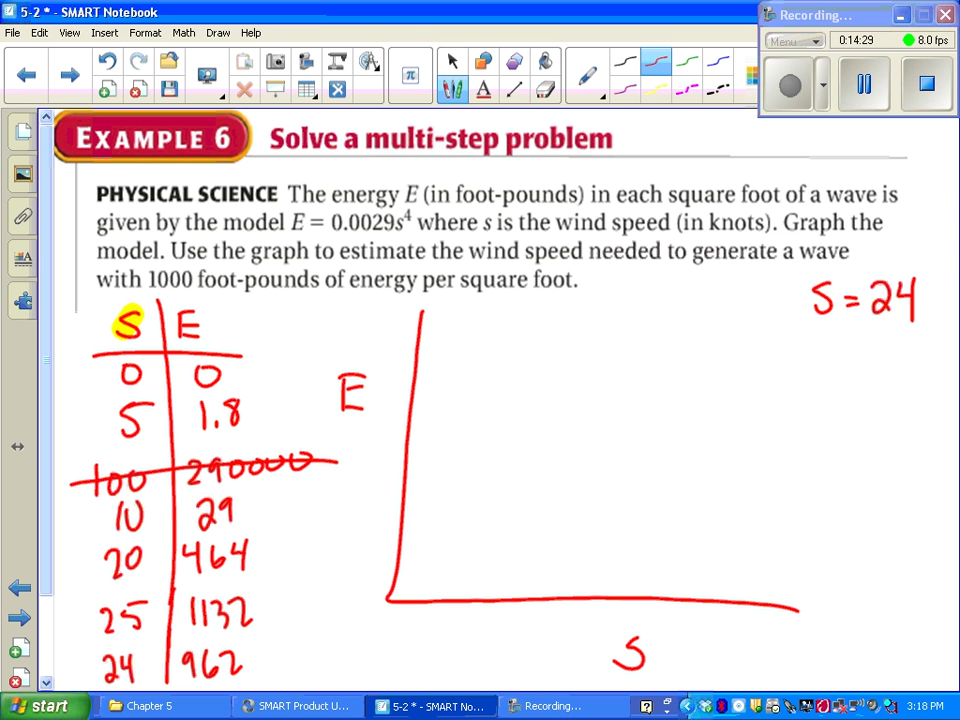 5-2 * - SMART Notebook
Recording...
File Edit View Insert Format Math Draw Help
Menu
0:14:29
8.0 fps
EXAMPLE 6 Solve a multi-step problem
PHYSICAL SCIENCE The energy E (in foot-pounds) in each square foot of a wave is
given by the model E = 0.0029s⁴ where s is the wind speed (in knots). Graph the
model. Use the graph to estimate the wind speed needed to generate a wave
with 1000 foot-pounds of energy per square foot.
S = 24
S E
0 0
5 1.8
100 290000
10 29
20 464
25 1132
24 962
E
S
start
Chapter 5
SMART Product U...
5-2 * - SMART No...
Recording...
3:18 PM